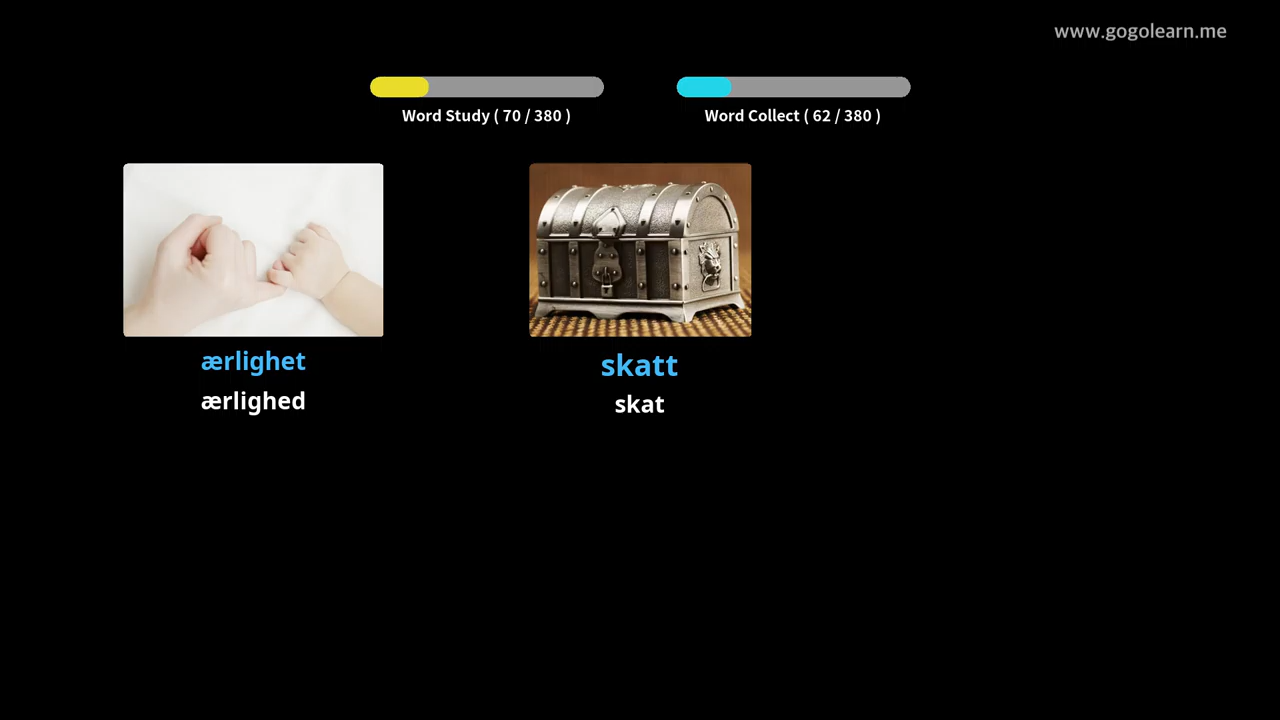 www.gogolearn.me
Word Study ( 70 / 380 )
Word Collect ( 62 / 380 )
ærlighet
ærlighed
skatt
skat